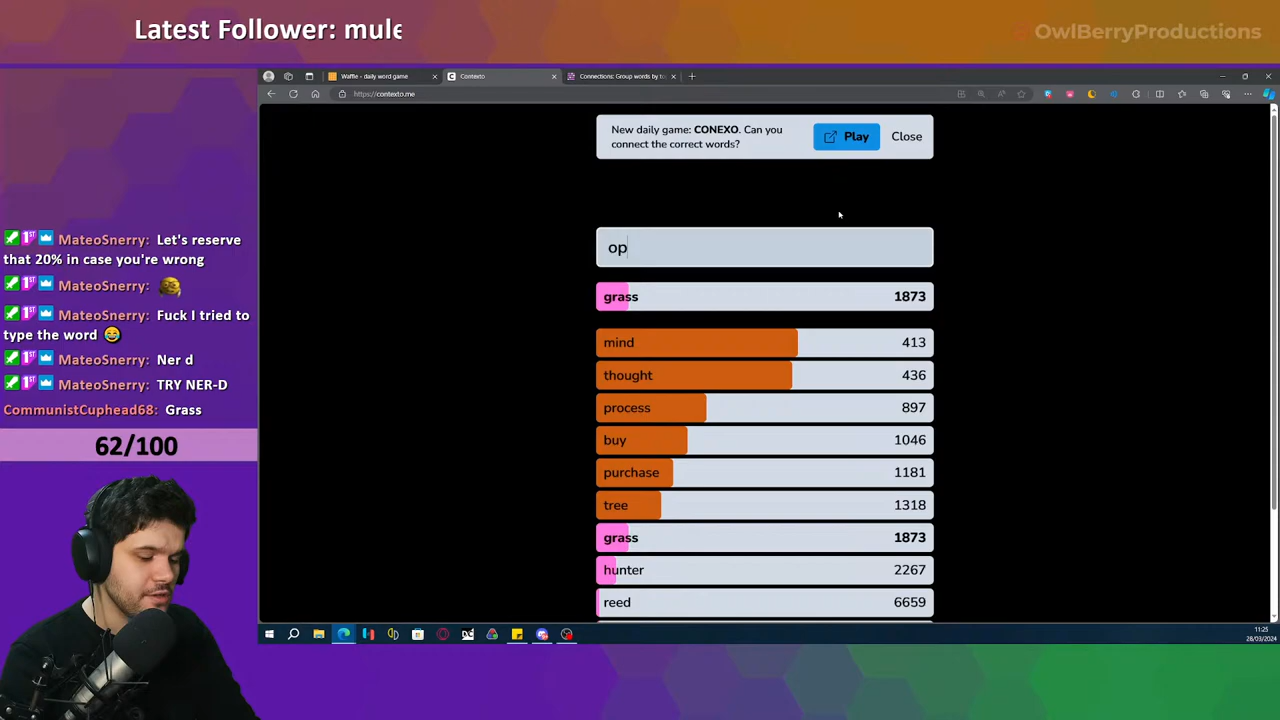 Latest Follower: mule
OwlBerryProductions
Waffle - daily word game
Contexto
Connections: Group words by to
https://contexto.me
New daily game: CONEXO. Can you
connect the correct words?
Play
Close
op
grass 1873
mind 413
thought 436
process 897
buy 1046
purchase 1181
tree 1318
grass 1873
hunter 2267
reed 6659
MateoSnerry: Let's reserve
that 20% in case you're wrong
MateoSnerry:
MateoSnerry: Fuck I tried to
type the word 😂
MateoSnerry: Ner d
MateoSnerry: TRY NER-D
CommunistCuphead68: Grass
62/100
11:25
28/03/2024